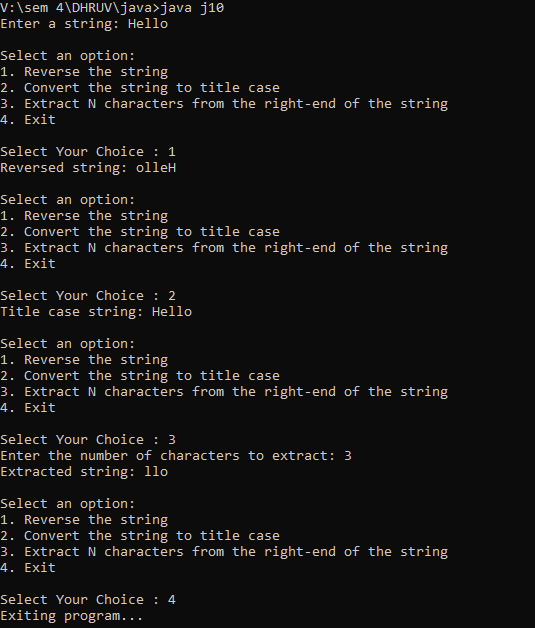 V:\sem 4\DHRUV\java>java j10
Enter a string: Hello
Select an option:
1. Reverse the string
2. Convert the string to title case
3. Extract N characters from the right-end of the string
4. Exit
Select Your Choice : 1
Reversed string: olleH
Select an option:
1. Reverse the string
2. Convert the string to title case
3. Extract N characters from the right-end of the string
4. Exit
Select Your Choice : 2
Title case string: Hello
Select an option:
1. Reverse the string
2. Convert the string to title case
3. Extract N characters from the right-end of the string
4. Exit
Select Your Choice : 3
Enter the number of characters to extract: 3
Extracted string: llo
Select an option:
1. Reverse the string
2. Convert the string to title case
3. Extract N characters from the right-end of the string
4. Exit
Select Your Choice : 4
Exiting program...